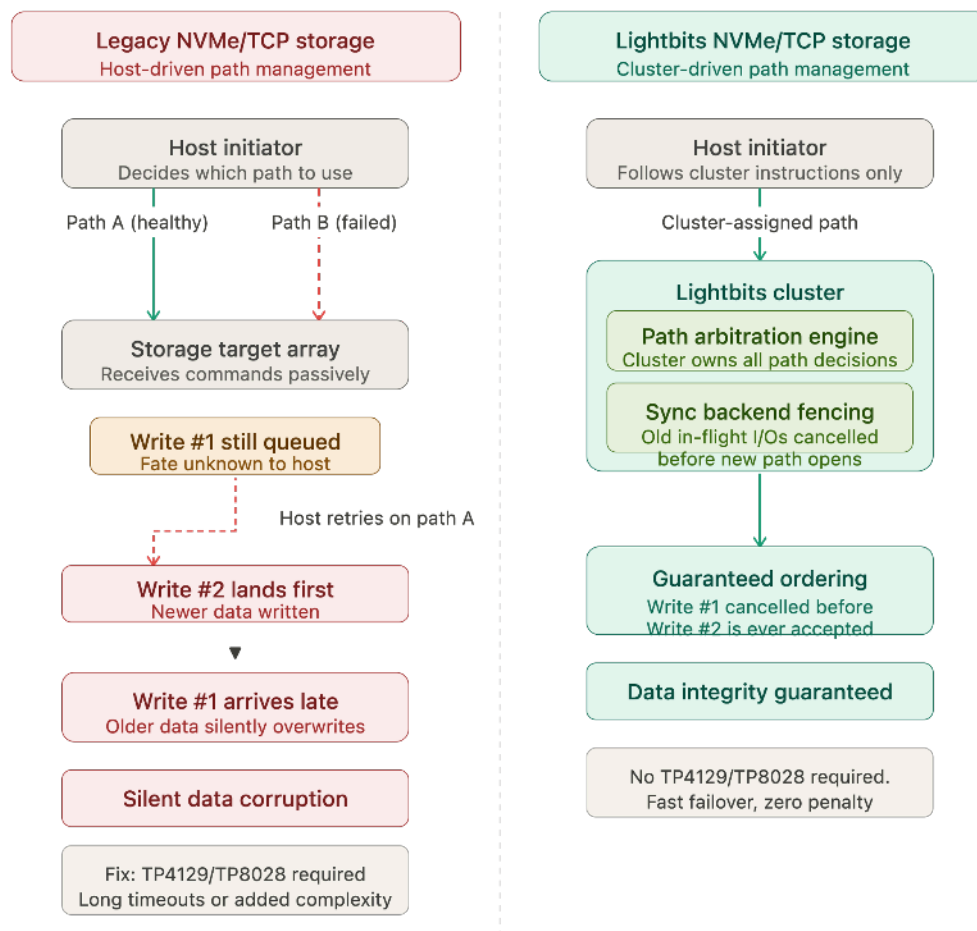 Legacy NVMe/TCP storage
Host-driven path management
Host initiator
Decides which path to use
Path A (healthy)
Path B (failed)
Storage target array
Receives commands passively
Write #1 still queued
Fate unknown to host
Host retries on path A
Write #2 lands first
Newer data written
Write #1 arrives late
Older data silently overwrites
Silent data corruption
Fix: TP4129/TP8028 required
Long timeouts or added complexity
Lightbits NVMe/TCP storage
Cluster-driven path management
Host initiator
Follows cluster instructions only
Cluster-assigned path
Lightbits cluster
Path arbitration engine
Cluster owns all path decisions
Sync backend fencing
Old in-flight I/Os cancelled
before new path opens
Guaranteed ordering
Write #1 cancelled before
Write #2 is ever accepted
Data integrity guaranteed
No TP4129/TP8028 required.
Fast failover, zero penalty